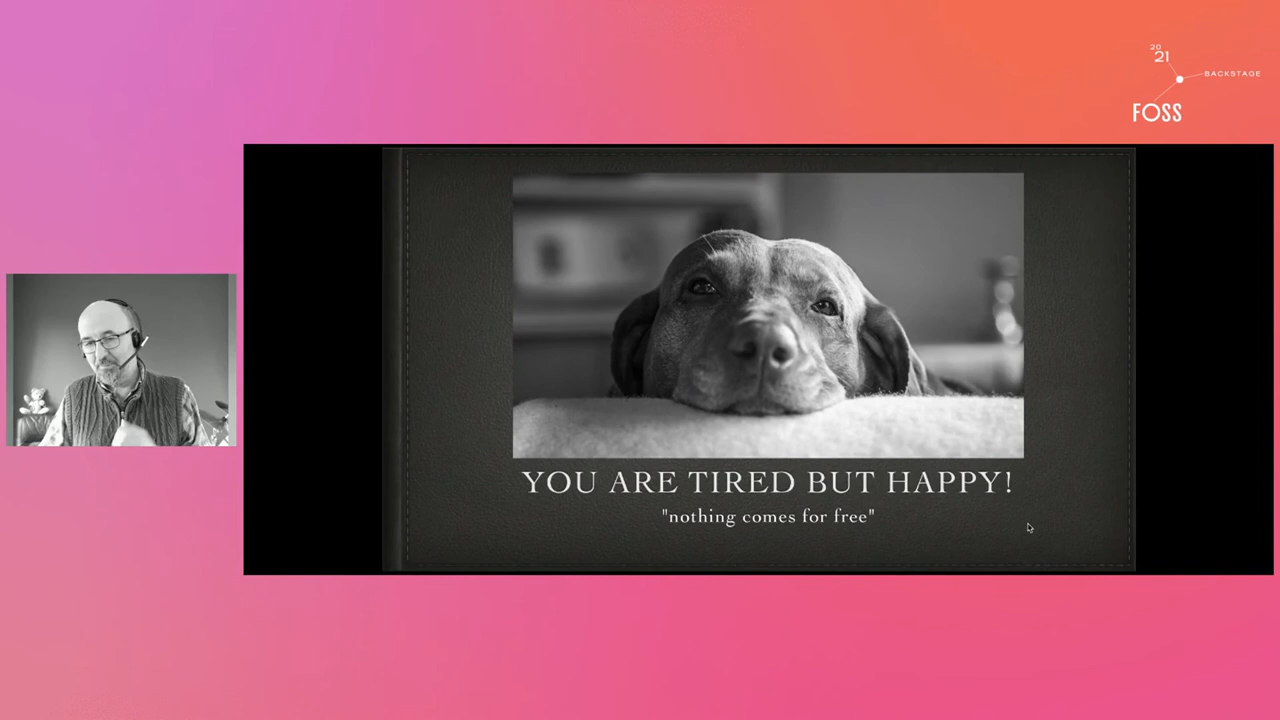 20
21
BACKSTAGE
FOSS
YOU ARE TIRED BUT HAPPY!
"nothing comes for free"